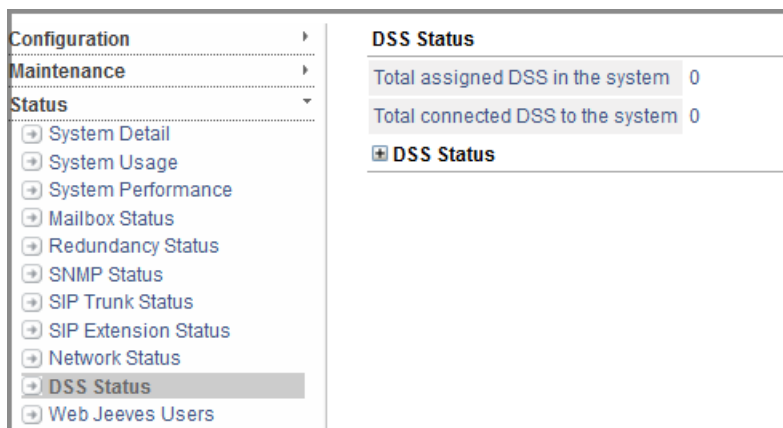 Configuration
Maintenance
Status
System Detail
System Usage
System Performance
Mailbox Status
Redundancy Status
SNMP Status
SIP Trunk Status
SIP Extension Status
Network Status
DSS Status
Web Jeeves Users
DSS Status
Total assigned DSS in the system 0
Total connected DSS to the system 0
DSS Status